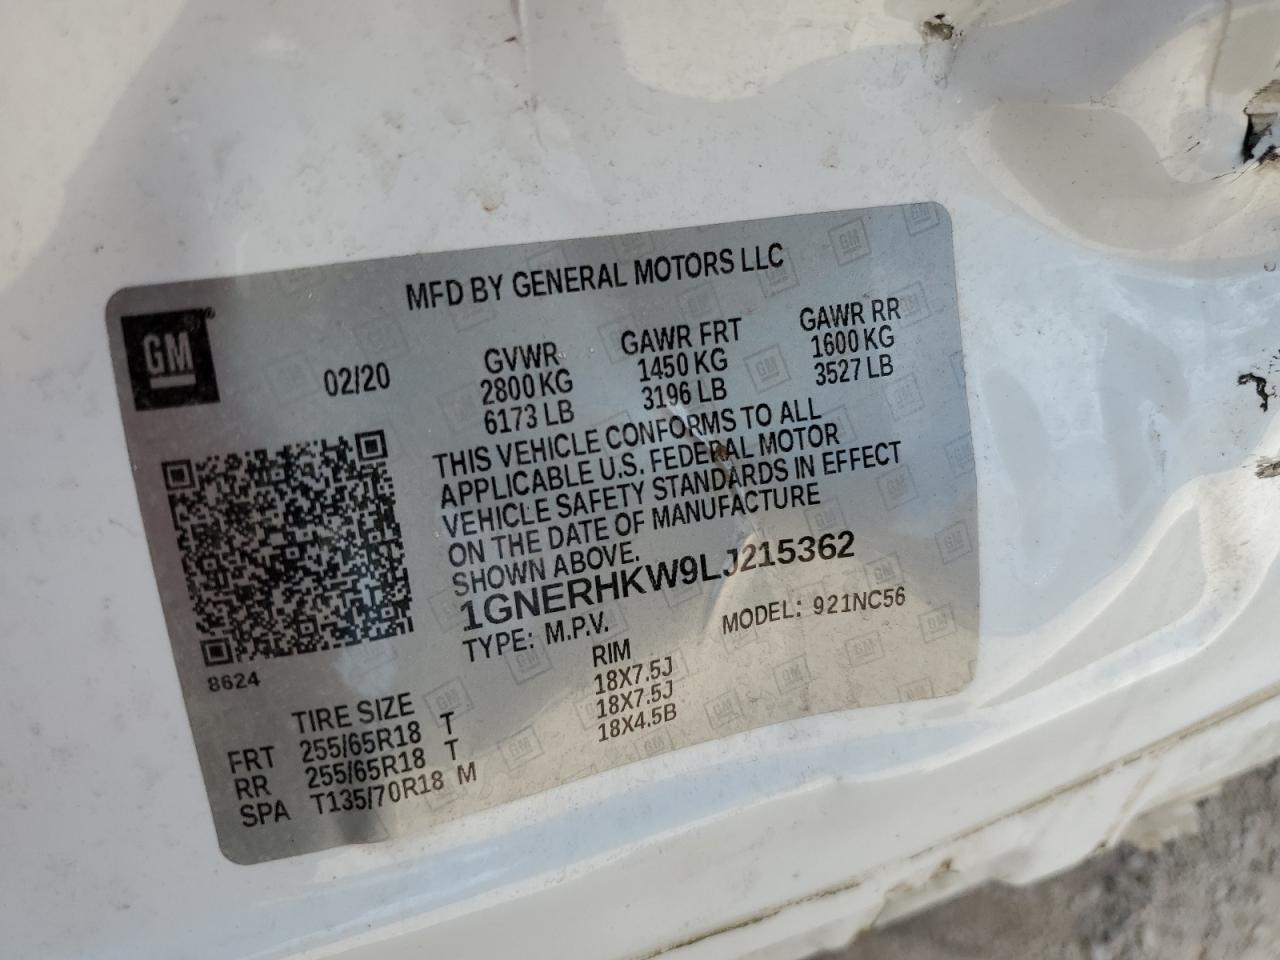 MFD BY GENERAL MOTORS LLC
GM
02/20
GVWR
2800 KG
6173 LB
GAWR FRT
1450 KG
3196 LB
GAWR RR
1600 KG
3527 LB
THIS VEHICLE CONFORMS TO ALL
APPLICABLE U.S. FEDERAL MOTOR
VEHICLE SAFETY STANDARDS IN EFFECT
ON THE DATE OF MANUFACTURE
SHOWN ABOVE.
1GNERHKW9LJ215362
TYPE: M.P.V.
MODEL: 921NC56
8624
TIRE SIZE RIM
FRT 255/65R18 T 18X7.5J
RR 255/65R18 T 18X7.5J
SPA T135/70R18 M 18X4.5B